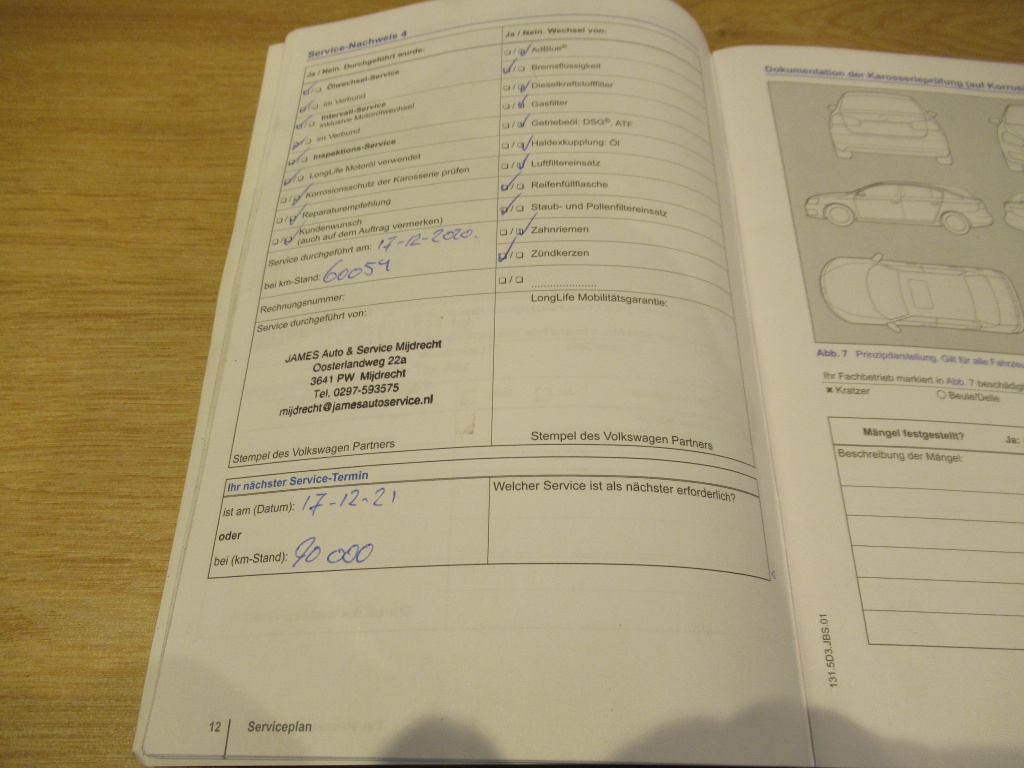 Service-Nachweis 4
Ja / Nein. Durchgeführt wurde:
Ölwechsel-Service
im Verbund
Intervall-Service
inklusive Motorölwechsel
im Verbund
Inspektions-Service
LongLife Motoröl verwendet
Korrosionsschutz der Karosserie prüfen
Reparaturempfehlung
Kundenwunsch
(auch auf dem Auftrag vermerken)
Service durchgeführt am: 17-12-2020.
bei km-Stand: 60054
Rechnungsnummer:
Service durchgeführt von:
JAMES Auto & Service Mijdrecht
Oosterlandweg 22a
3641 PW Mijdrecht
Tel. 0297-593575
mijdrecht@jamesautoservice.nl
Stempel des Volkswagen Partners
Ja / Nein. Wechsel von:
AdBlue®
Bremsflüssigkeit
Dieselkraftstofffilter
Gasfilter
Getriebeöl: DSG®, ATF
Haldexkupplung: Öl
Luftfiltereinsatz
Reifenfüllflasche
Staub- und Pollenfiltereinsatz
Zahnriemen
Zündkerzen
LongLife Mobilitätsgarantie:
Stempel des Volkswagen Partners
Ihr nächster Service-Termin
ist am (Datum): 17-12-21
oder
bei (km-Stand): 90 000
Welcher Service ist als nächster erforderlich?
12 Serviceplan
Dokumentation der Karosserieprüfung (auf Korros
Abb. 7 Prinzipdarstellung. Gilt für alle Fahrze
Ihr Fachbetrieb markiert in Abb. 7 beschädig
Kratzer Beule/Delle
Mängel festgestellt? Ja:
Beschreibung der Mängel:
131.5D3.JBS.01